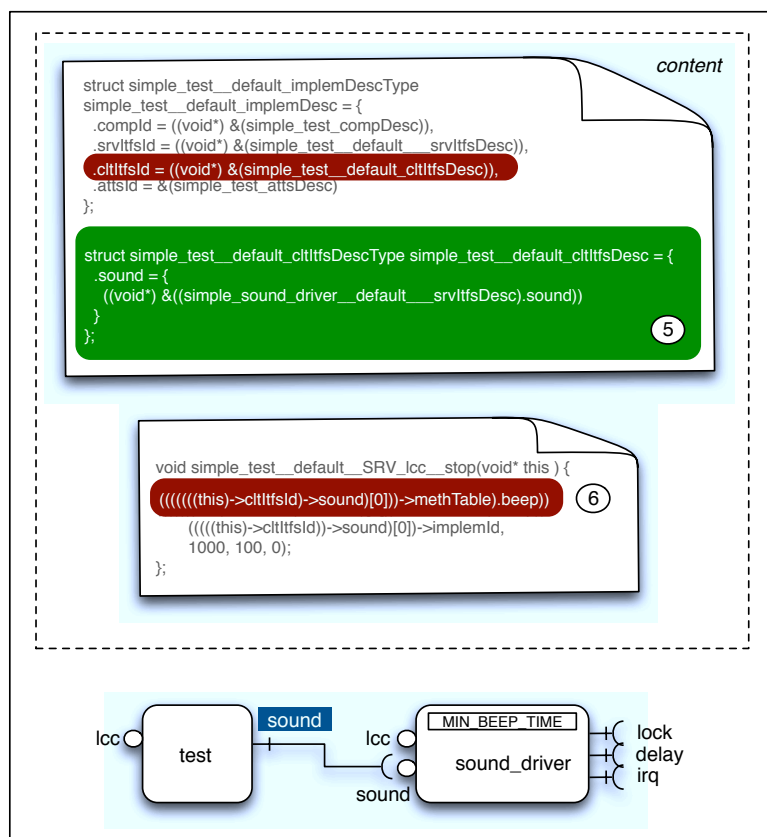 content
struct simple_test__default_implemDescType
simple_test__default_implemDesc = {
.compId = ((void*) &(simple_test_compDesc)),
.srvItfsId = ((void*) &(simple_test__default___srvItfsDesc)),
.cltItfsId = ((void*) &(simple_test__default_cltItfsDesc)),
.attsId = &(simple_test_attsDesc)
};
struct simple_test__default_cltItfsDescType simple_test__default_cltItfsDesc = {
.sound = {
((void*) &((simple_sound_driver__default___srvItfsDesc).sound))
}
};
5
void simple_test__default__SRV_lcc__stop(void* this ) {
(((((((this)->cltItfsId)->sound)[0]))->methTable).beep))
6
(((((this)->cltItfsId))->sound)[0])->implemId,
1000, 100, 0);
};
lcc
test
sound
lcc
sound
MIN_BEEP_TIME
sound_driver
lock
delay
irq